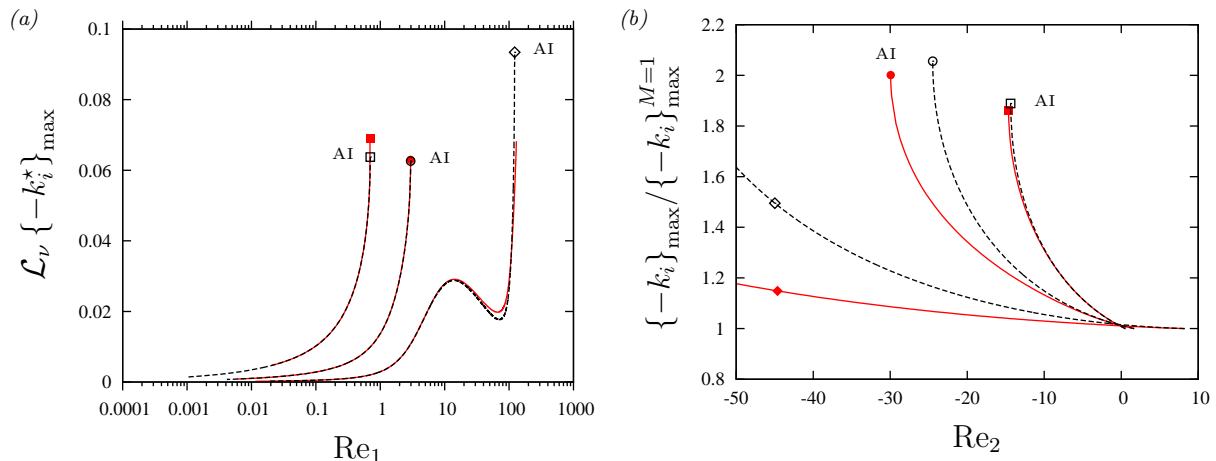 (a)
0.1
0.08
0.06
0.04
0.02
0
0.0001 0.001 0.01 0.1 1 10 100 1000
ℒ_ν {−k_i^⋆}_max
Re_1
AI
AI
AI
(b)
2.2
2
1.8
1.6
1.4
1.2
1
0.8
-50 -40 -30 -20 -10 0 10
{−k_i}_max/{−k_i}_max^{M=1}
Re_2
AI
AI